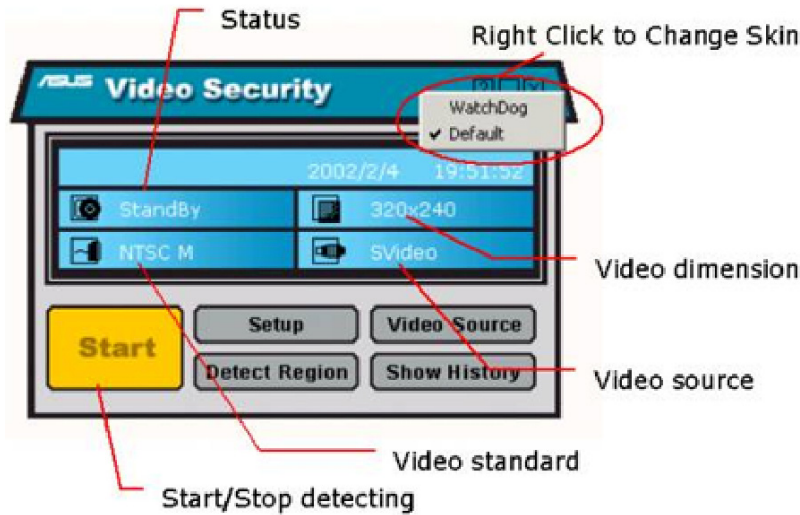 Status
Right Click to Change Skin
ASUS Video Security
WatchDog
Default
2002/2/4 19:51:52
StandBy
320x240
NTSC M
SVideo
Video dimension
Start
Setup
Video Source
Detect Region
Show History
Video source
Video standard
Start/Stop detecting